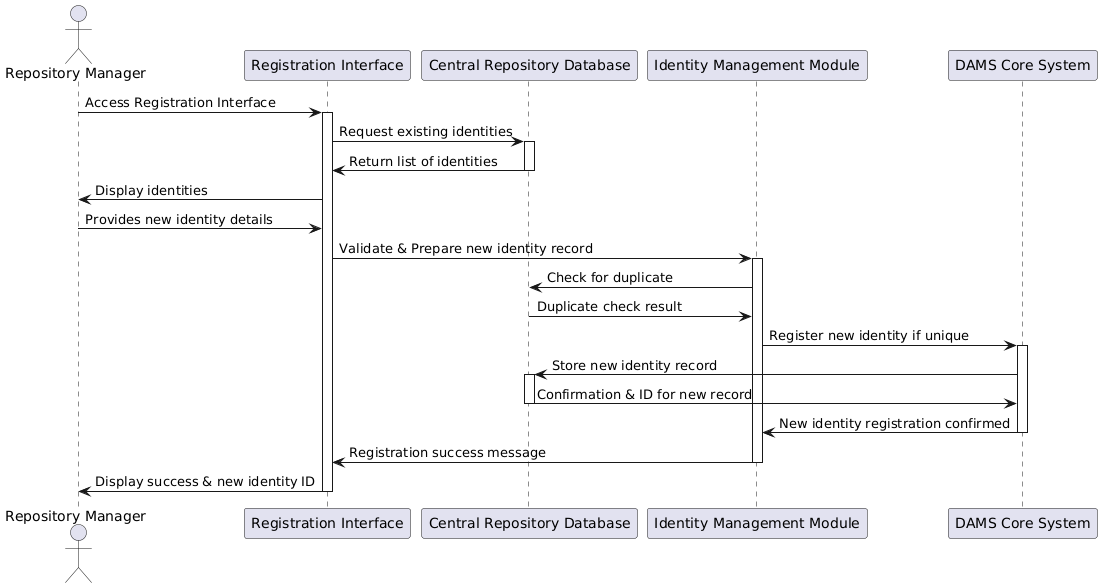 Repository Manager
Registration Interface
Central Repository Database
Identity Management Module
DAMS Core System
Access Registration Interface
Request existing identities
Return list of identities
Display identities
Provides new identity details
Validate & Prepare new identity record
Check for duplicate
Duplicate check result
Register new identity if unique
Store new identity record
Confirmation & ID for new record
New identity registration confirmed
Registration success message
Display success & new identity ID
Repository Manager
Registration Interface
Central Repository Database
Identity Management Module
DAMS Core System